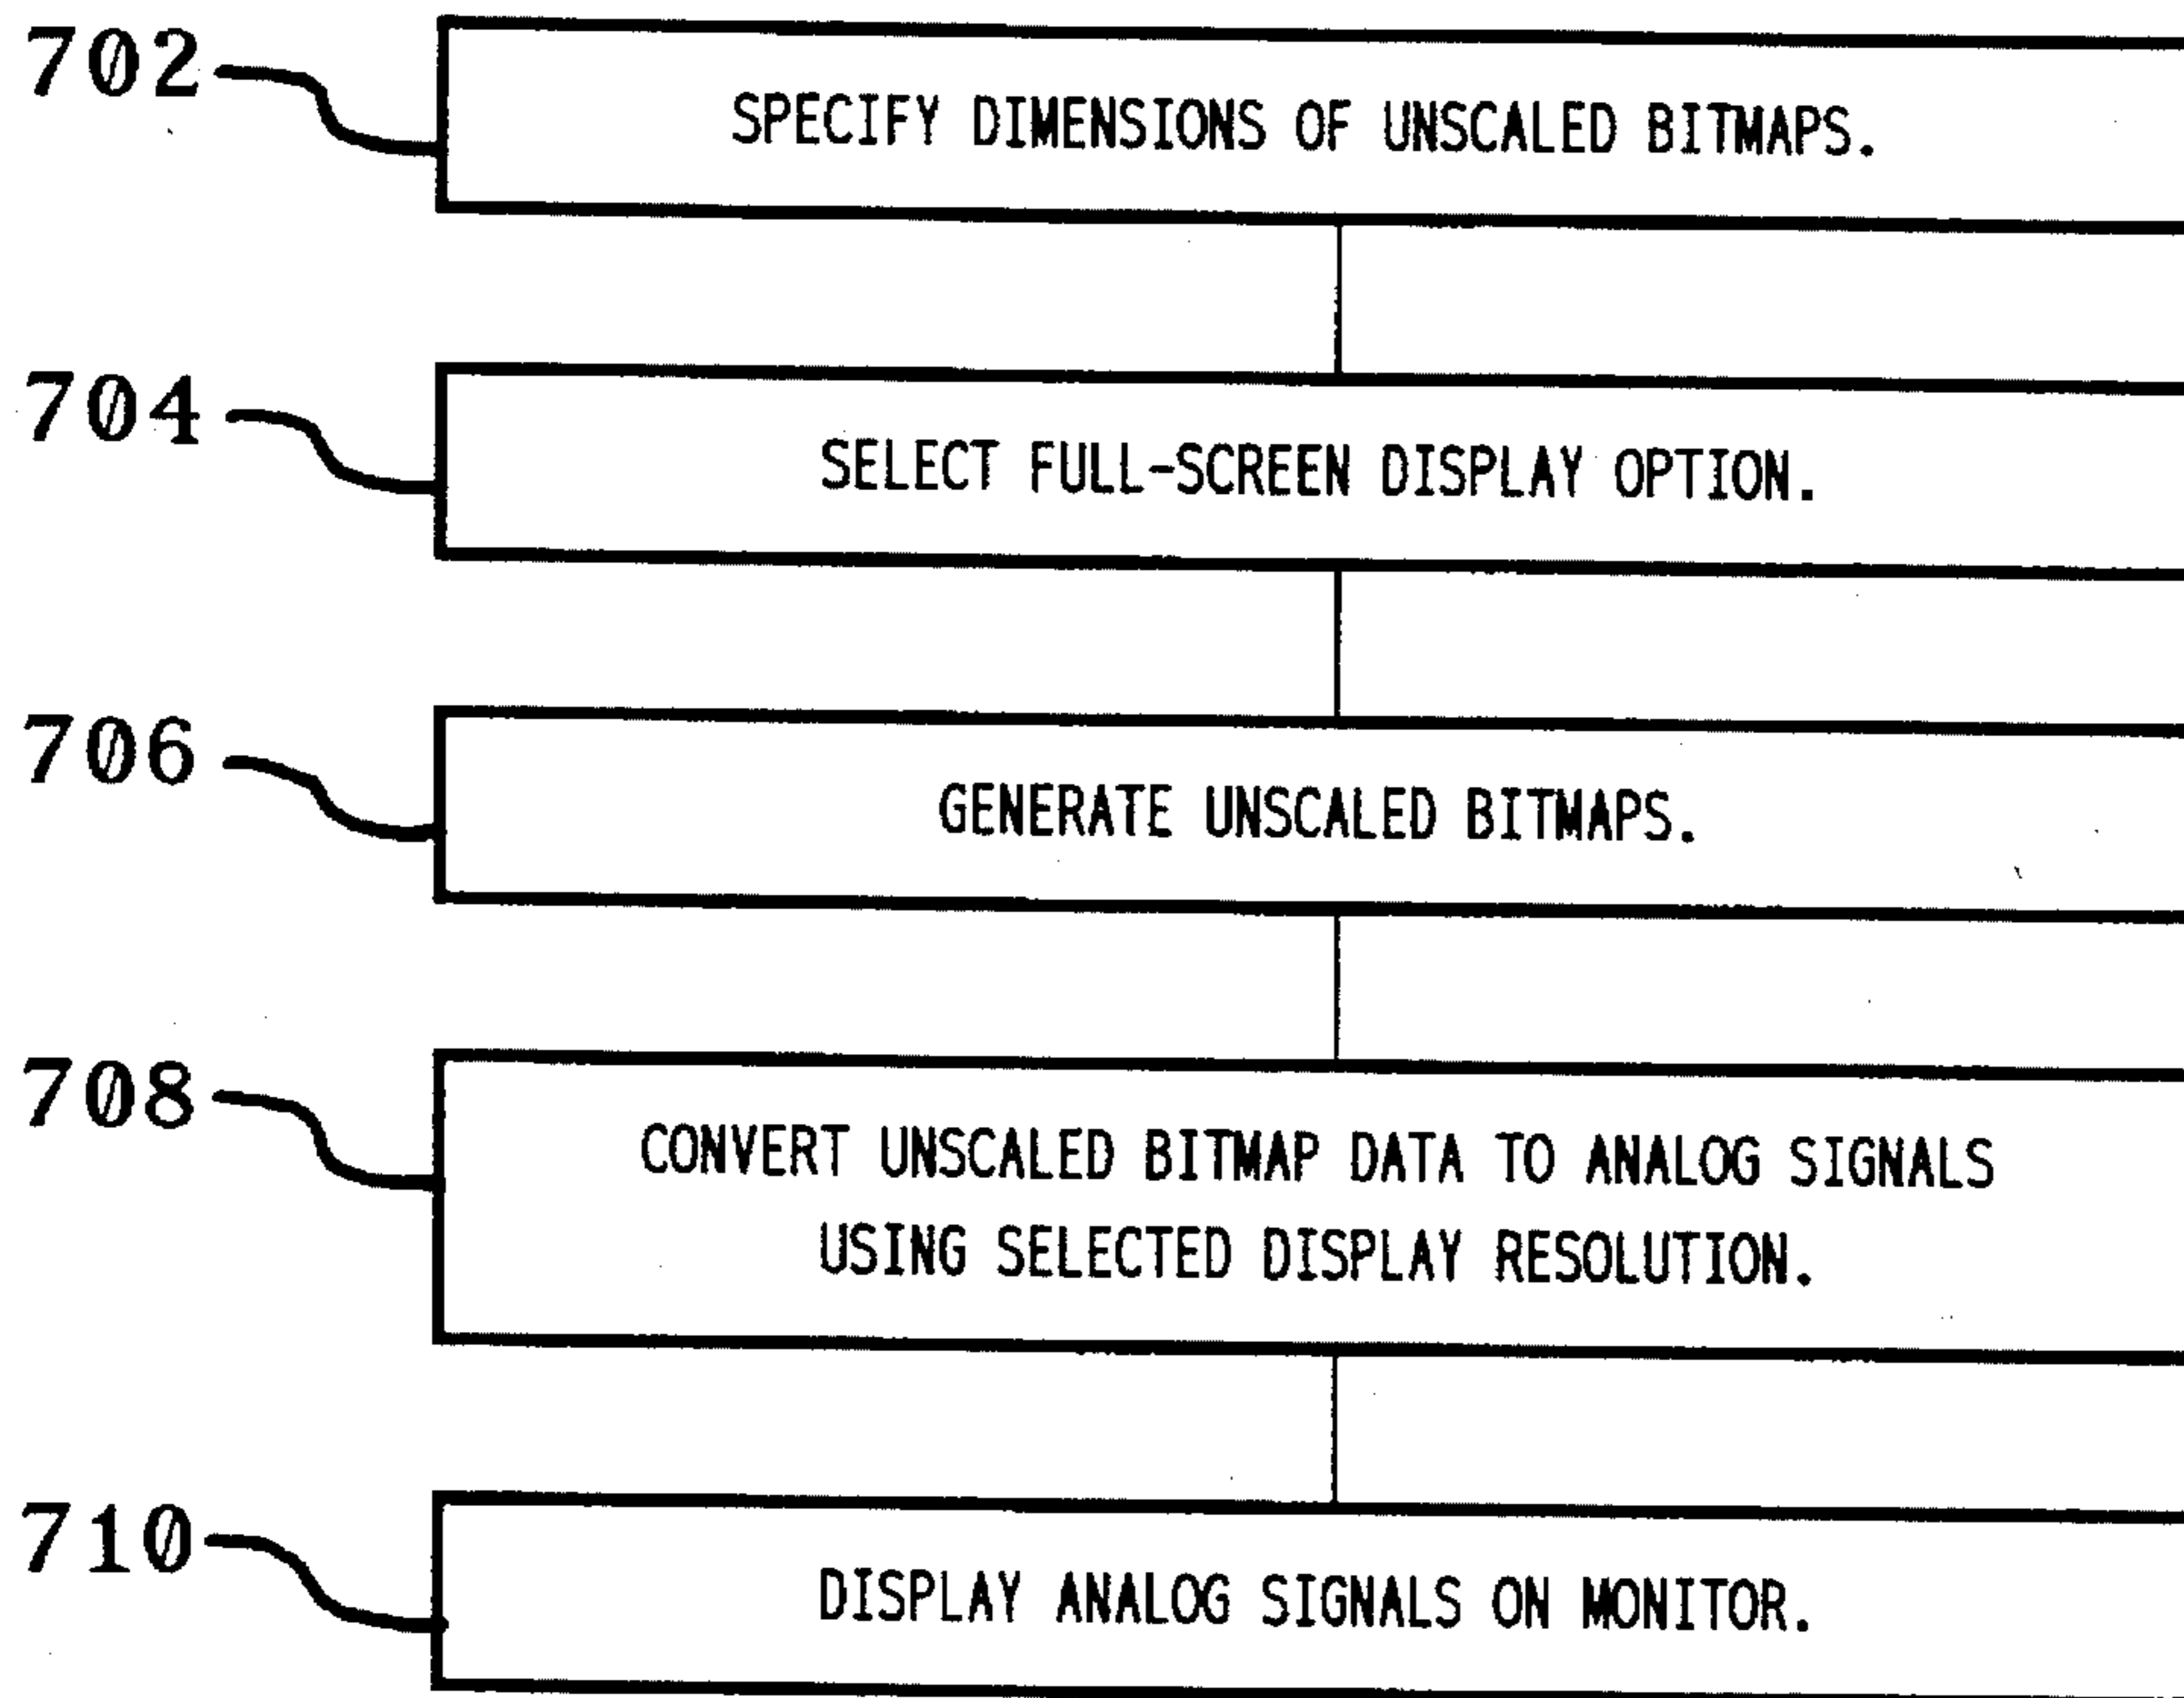 702
SPECIFY DIMENSIONS OF UNSCALED BITMAPS.
704
SELECT FULL-SCREEN DISPLAY OPTION.
706
GENERATE UNSCALED BITMAPS.
708
CONVERT UNSCALED BITMAP DATA TO ANALOG SIGNALS
USING SELECTED DISPLAY RESOLUTION.
710
DISPLAY ANALOG SIGNALS ON MONITOR.